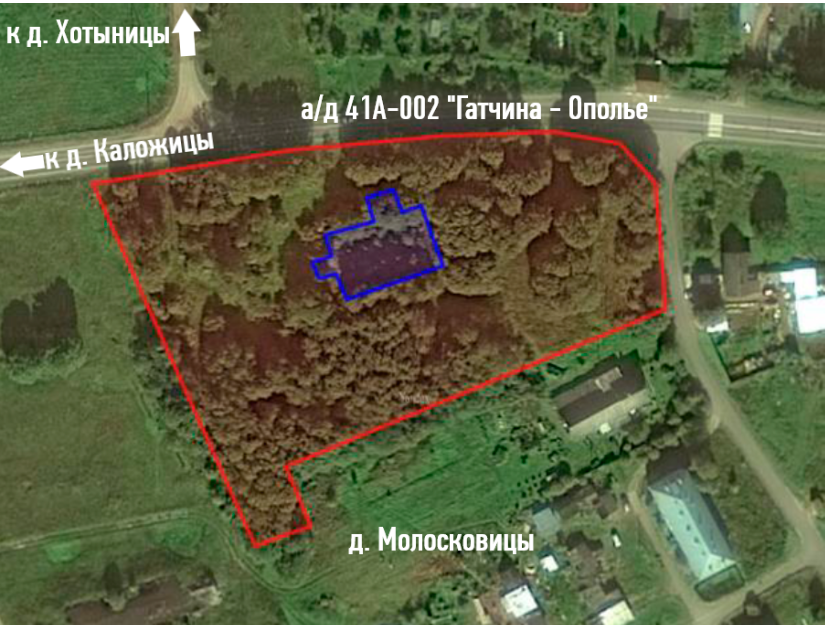 к д. Хотыницы
а/д 41А-002 "Гатчина - Ополье"
к д. Каложицы
д. Молосковицы